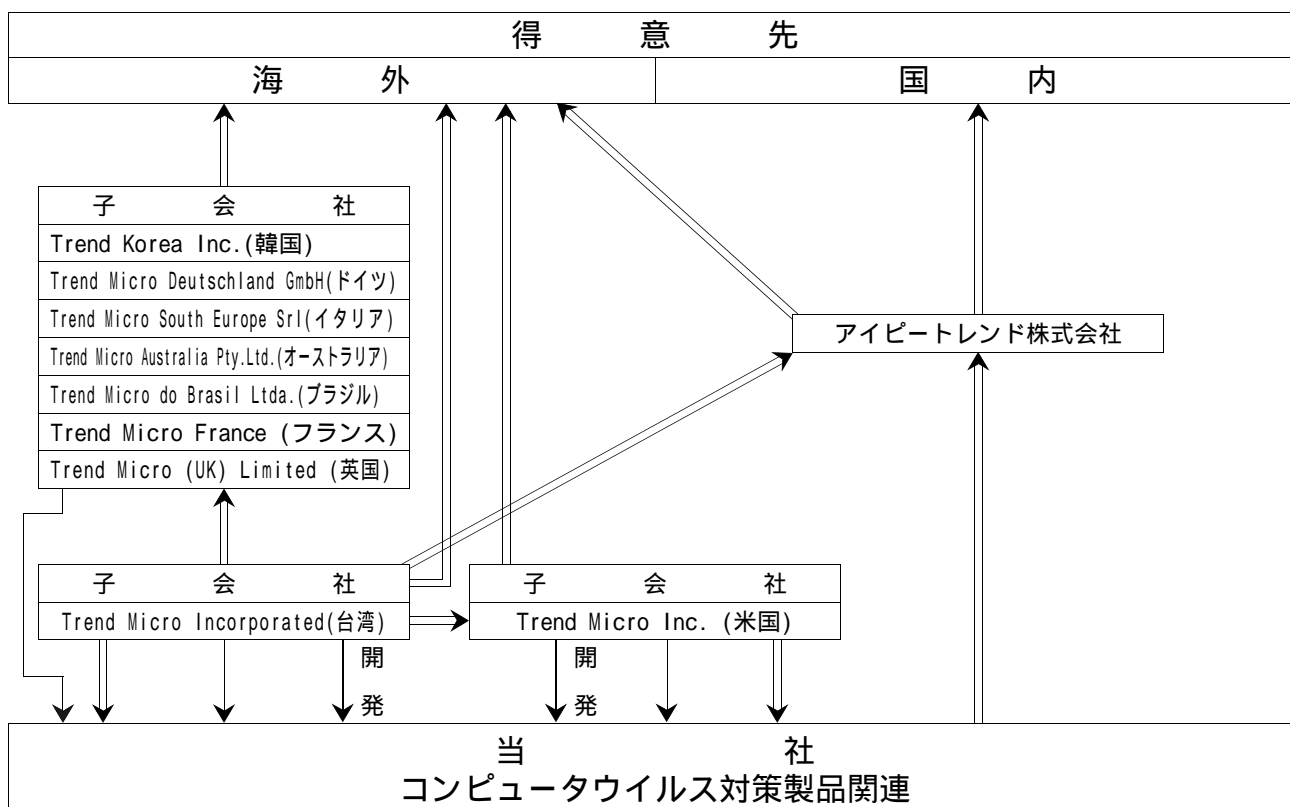 得意先
海外
国内
子会社
Trend Korea Inc.(韓国)
Trend Micro Deutschland GmbH(ドイツ)
Trend Micro South Europe Srl(イタリア)
Trend Micro Australia Pty.Ltd.(オーストラリア)
Trend Micro do Brasil Ltda.(ブラジル)
Trend Micro France (フランス)
Trend Micro (UK) Limited (英国)
アイピートレンド株式会社
子会社
Trend Micro Incorporated(台湾)
子会社
Trend Micro Inc. (米国)
開発
開発
当社
コンピュータウイルス対策製品関連